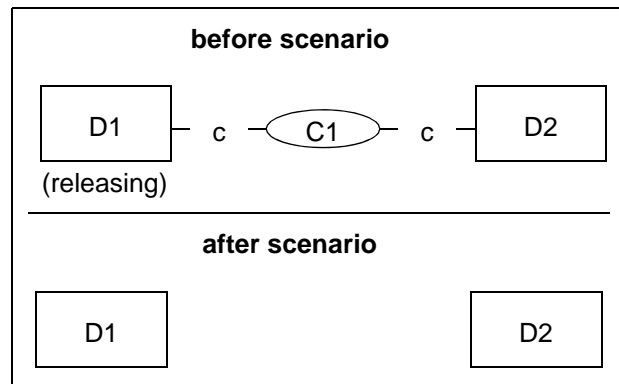 before scenario
D1 c C1 c D2
(releasing)
after scenario
D1 D2